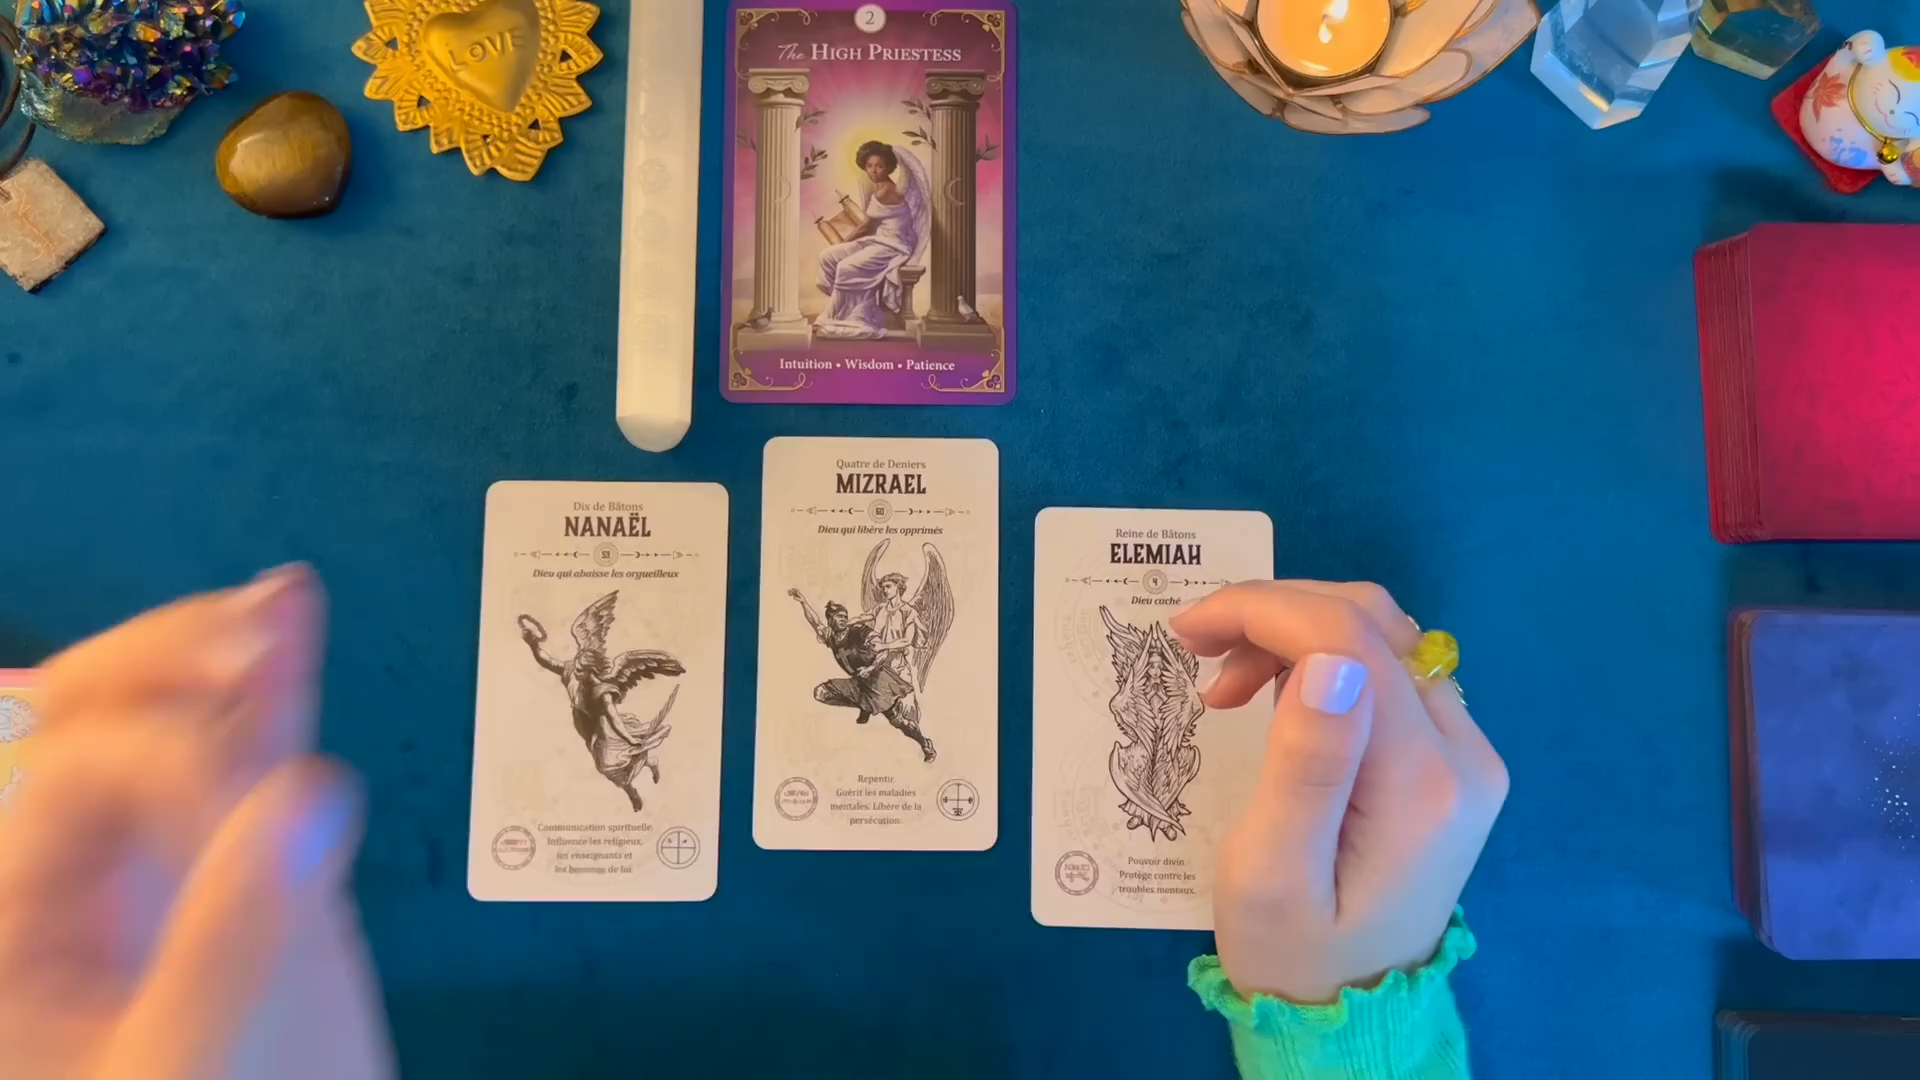 LOVE
2
The HIGH PRIESTESS
Intuition • Wisdom • Patience
Dix de Bâtons
NANAËL
53
Dieu qui abaisse les orgueilleux
Communication spirituelle.
Influence les religieux,
les enseignants et
les hommes de loi.
Quatre de Deniers
MIZRAEL
60
Dieu qui libère les opprimés
Repentir.
Guérit les maladies
mentales. Libère de la
persécution.
Reine de Bâtons
ELEMIAH
4
Dieu caché
Pouvoir divin.
Protège contre les
troubles mentaux.